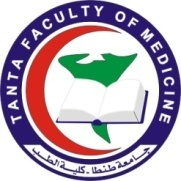 TANTA FACULTY OF MEDICINE
جامعة طنطا - كلية الطب